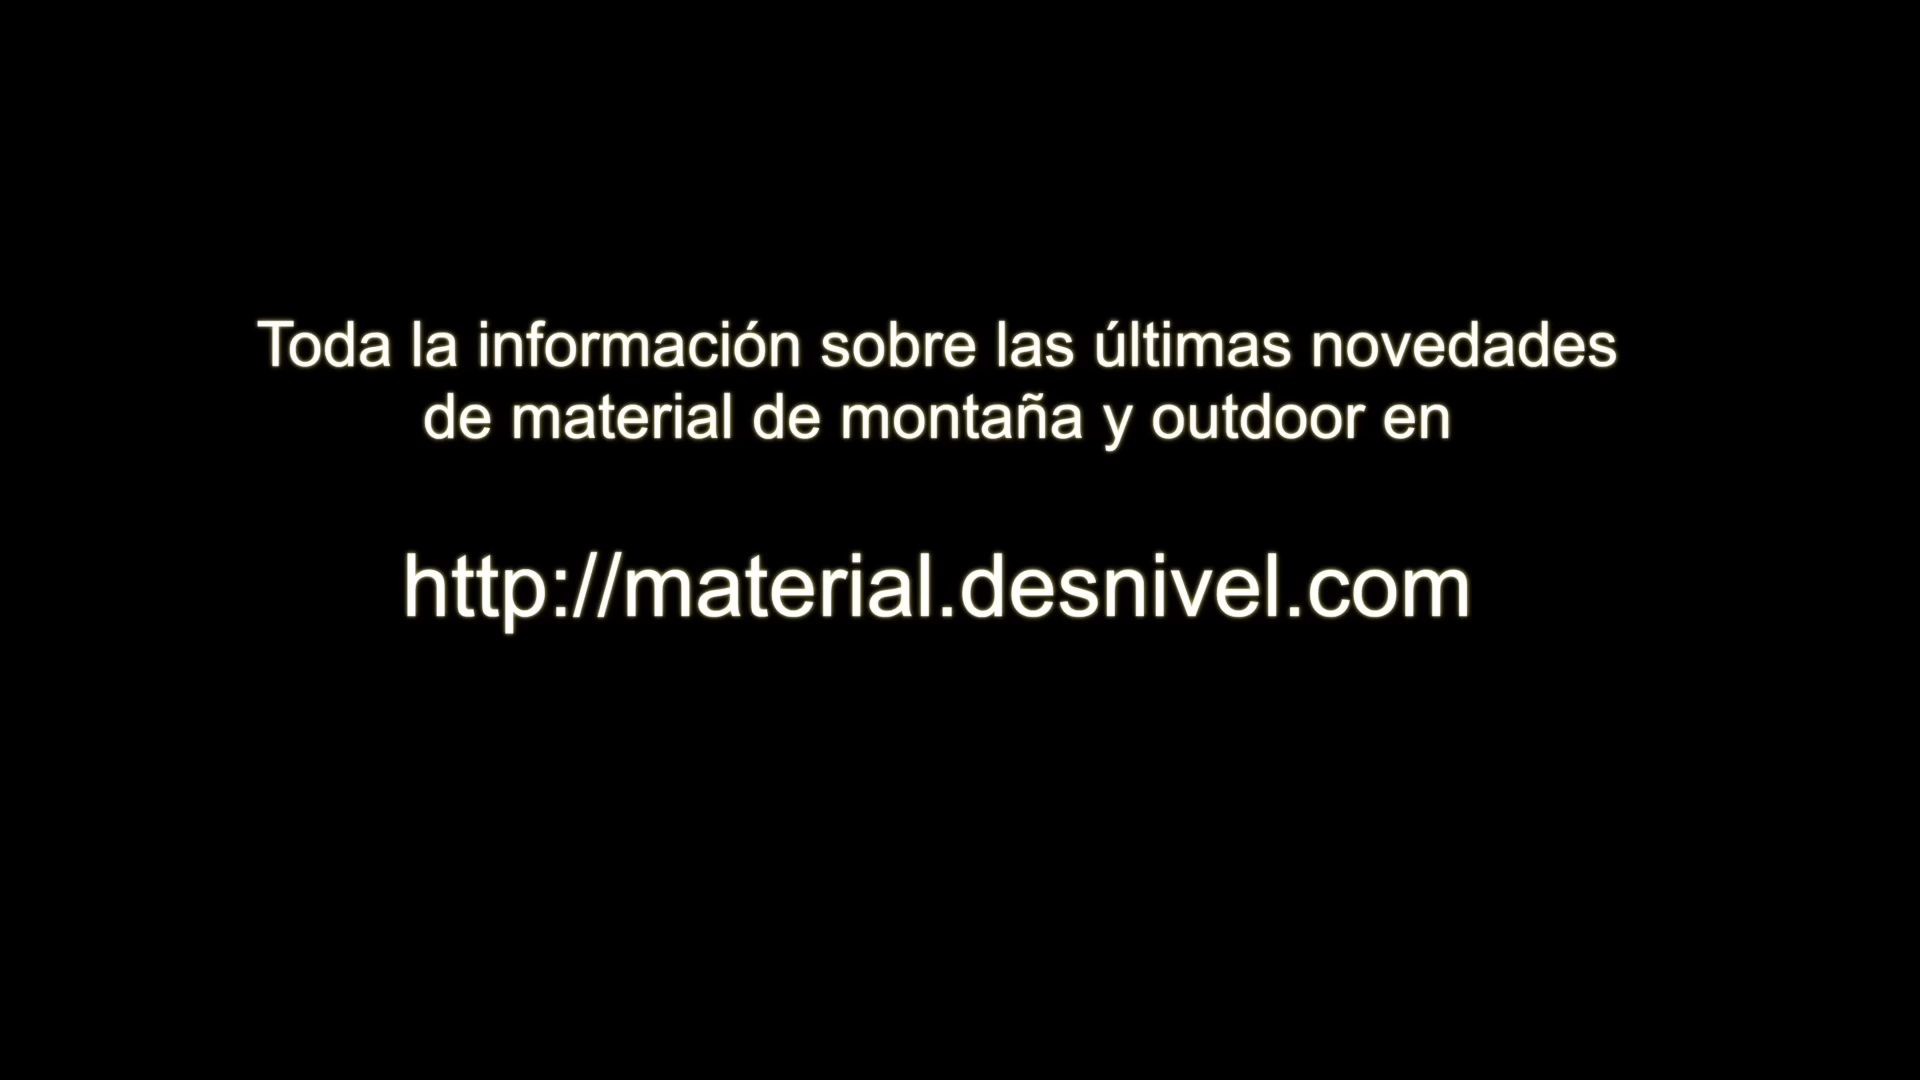 Toda la información sobre las últimas novedades
de material de montaña y outdoor en
http://material.desnivel.com